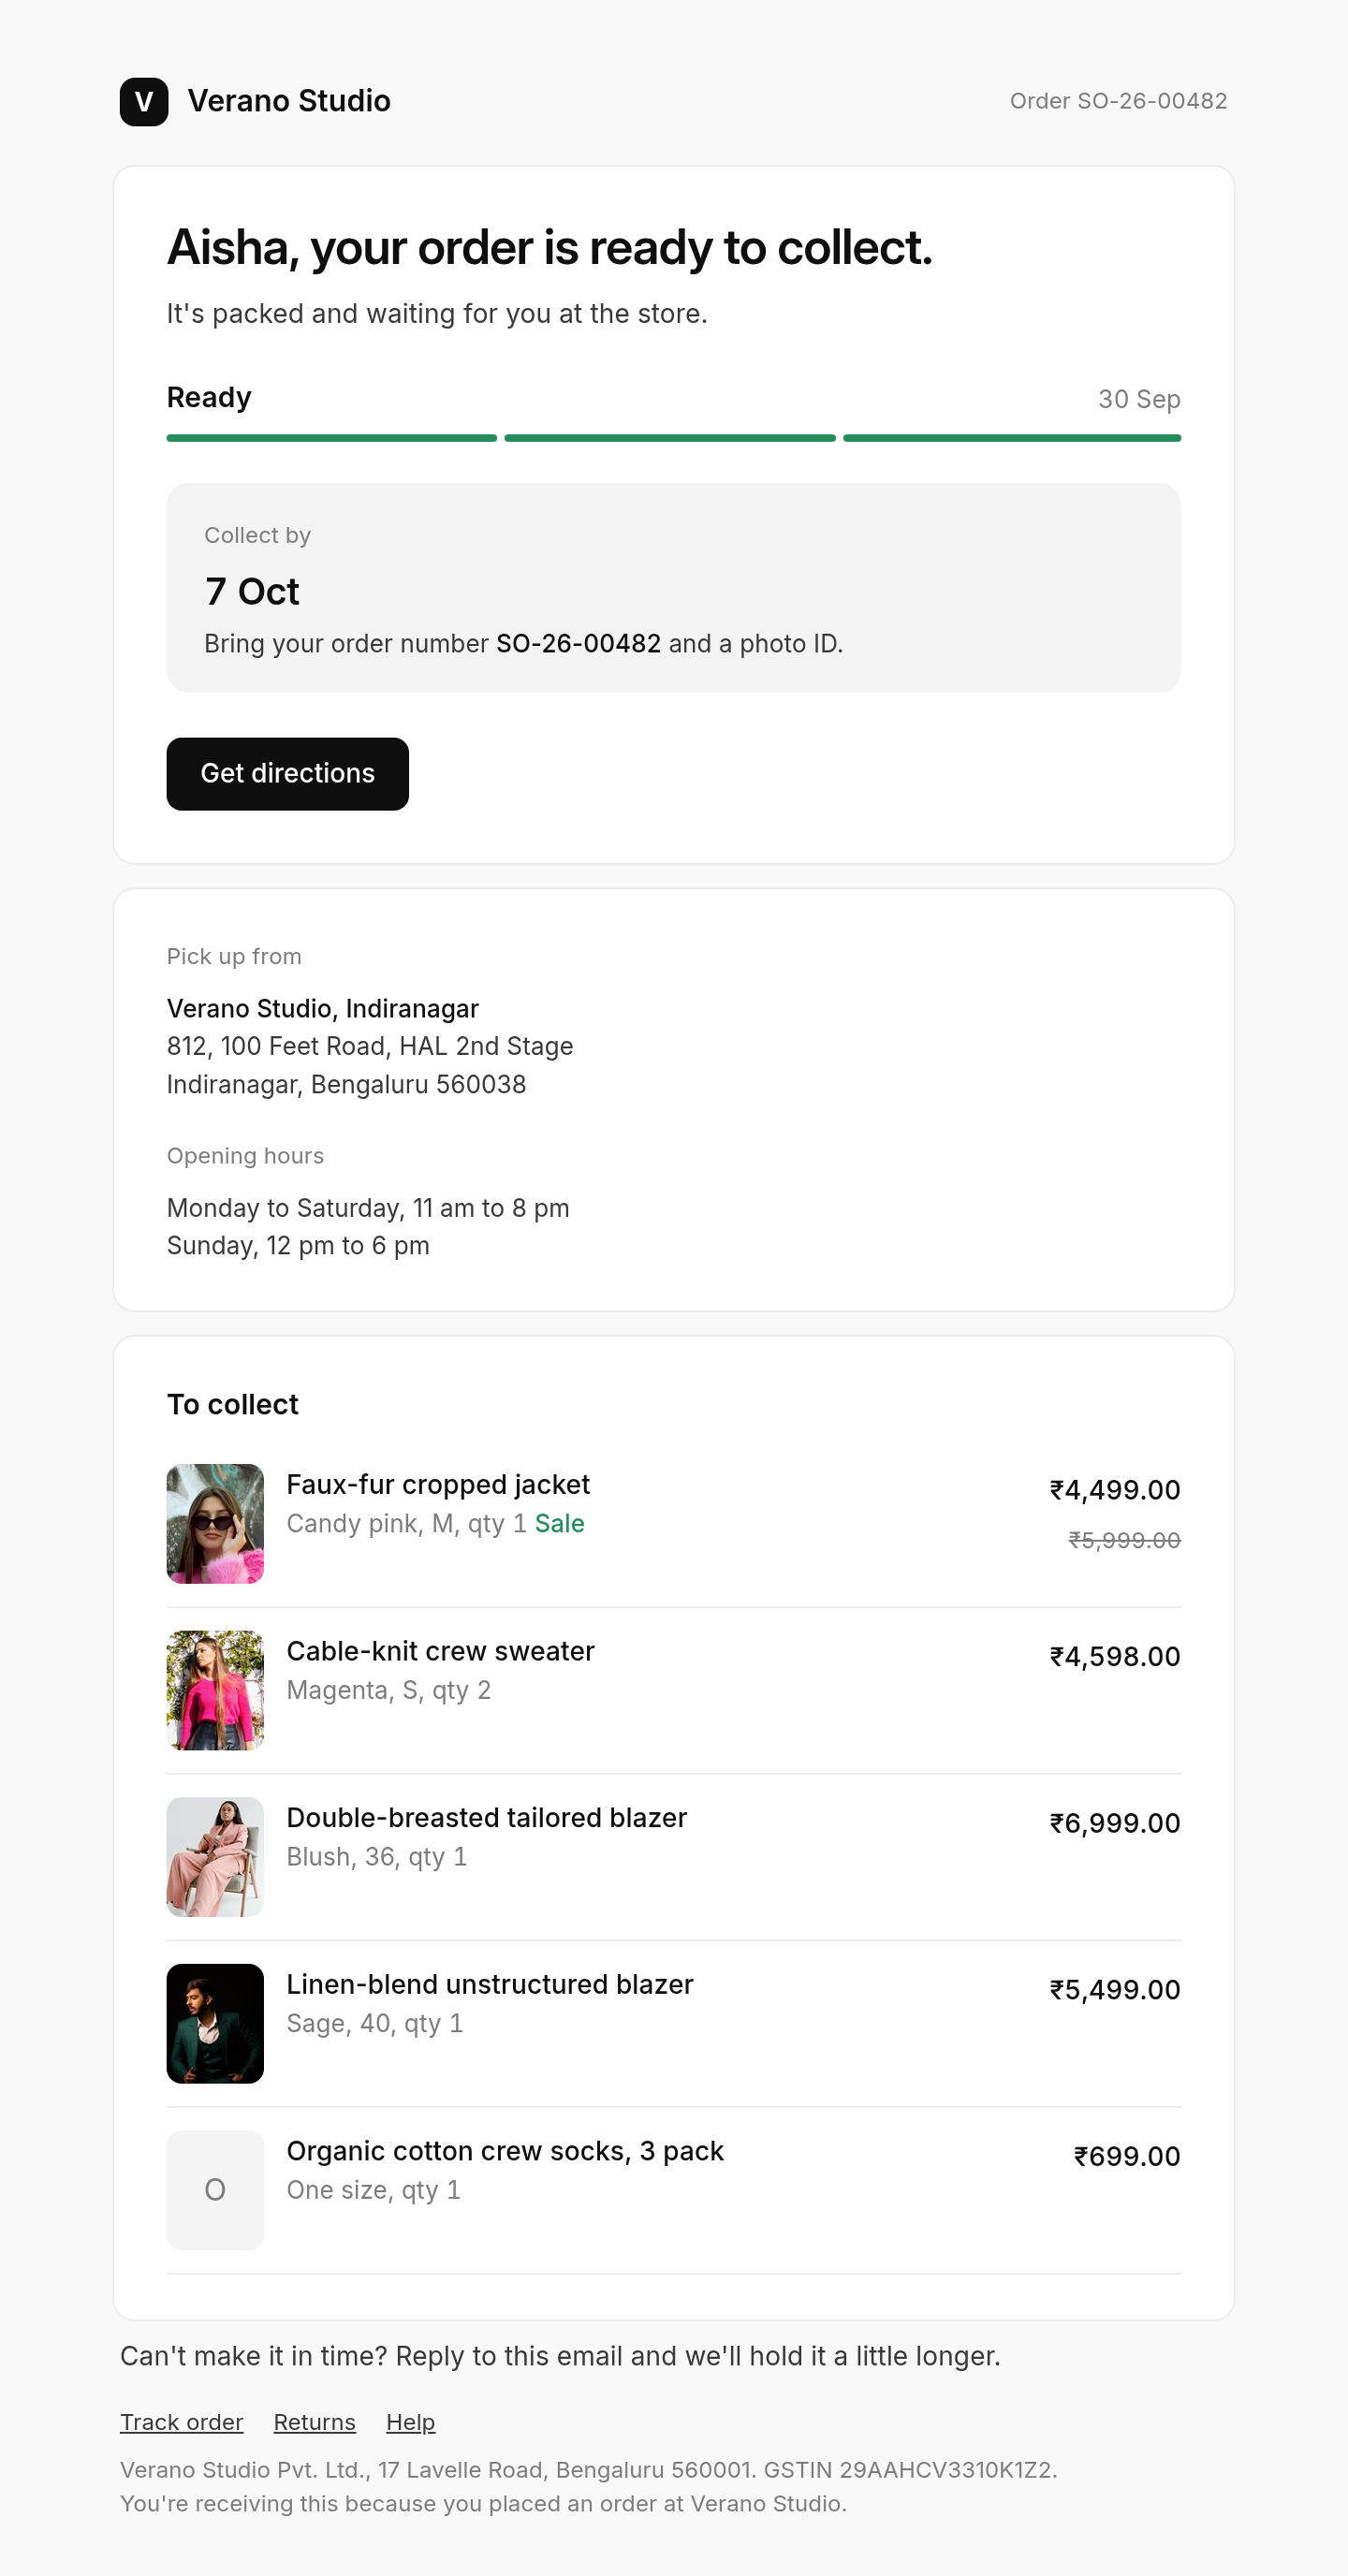 V
Verano Studio
Order SO-26-00482
Aisha, your order is ready to collect.
It's packed and waiting for you at the store.
Ready
30 Sep
Collect by
7 Oct
Bring your order number SO-26-00482 and a photo ID.
Get directions
Pick up from
Verano Studio, Indiranagar
812, 100 Feet Road, HAL 2nd Stage
Indiranagar, Bengaluru 560038
Opening hours
Monday to Saturday, 11 am to 8 pm
Sunday, 12 pm to 6 pm
To collect
Faux-fur cropped jacket
₹4,499.00
Candy pink, M, qty 1 Sale
₹5,999.00
Cable-knit crew sweater
₹4,598.00
Magenta, S, qty 2
Double-breasted tailored blazer
₹6,999.00
Blush, 36, qty 1
Linen-blend unstructured blazer
₹5,499.00
Sage, 40, qty 1
O
Organic cotton crew socks, 3 pack
₹699.00
One size, qty 1
Can't make it in time? Reply to this email and we'll hold it a little longer.
Track order Returns Help
Verano Studio Pvt. Ltd., 17 Lavelle Road, Bengaluru 560001. GSTIN 29AAHCV3310K1Z2.
You're receiving this because you placed an order at Verano Studio.